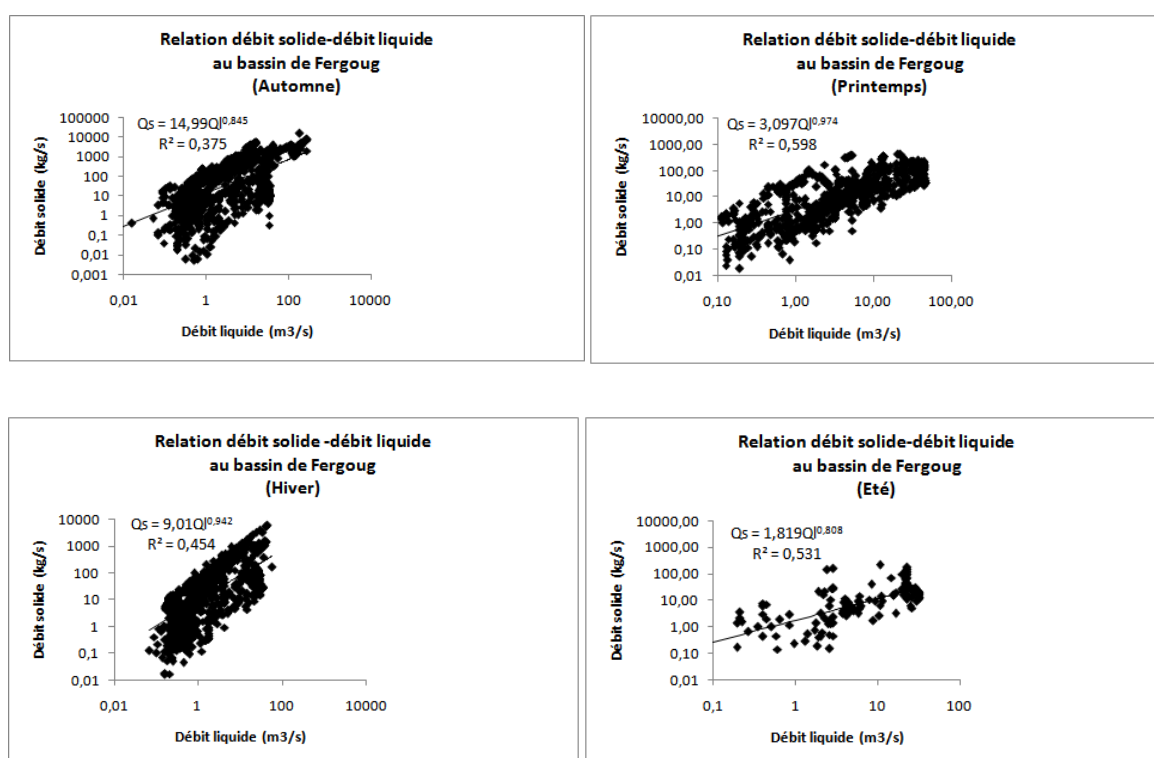 Relation débit solide-débit liquide
au bassin de Fergoug
(Automne)
Qs = 14,99Ql^0,845
R² = 0,375
Débit solide (kg/s)
100000
10000
1000
100
10
1
0,1
0,01
0,001
0,01 1 100 10000
Débit liquide (m3/s)
Relation débit solide-débit liquide
au bassin de Fergoug
(Printemps)
Qs = 3,097Ql^0,974
R² = 0,598
Débit solide (kg/s)
10000,00
1000,00
100,00
10,00
1,00
0,10
0,01
0,10 1,00 10,00 100,00
Débit liquide (m3/s)
Relation débit solide -débit liquide
au bassin de Fergoug
(Hiver)
Qs = 9,01Ql^0,942
R² = 0,454
Débit solide (kg/s)
10000
1000
100
10
1
0,1
0,01
0,01 1 100 10000
Débit liquide (m3/s)
Relation débit solide-débit liquide
au bassin de Fergoug
(Eté)
Qs = 1,819Ql^0,808
R² = 0,531
Débit solide (kg/s)
10000,00
1000,00
100,00
10,00
1,00
0,10
0,01
0,1 1 10 100
Débit liquide (m3/s)